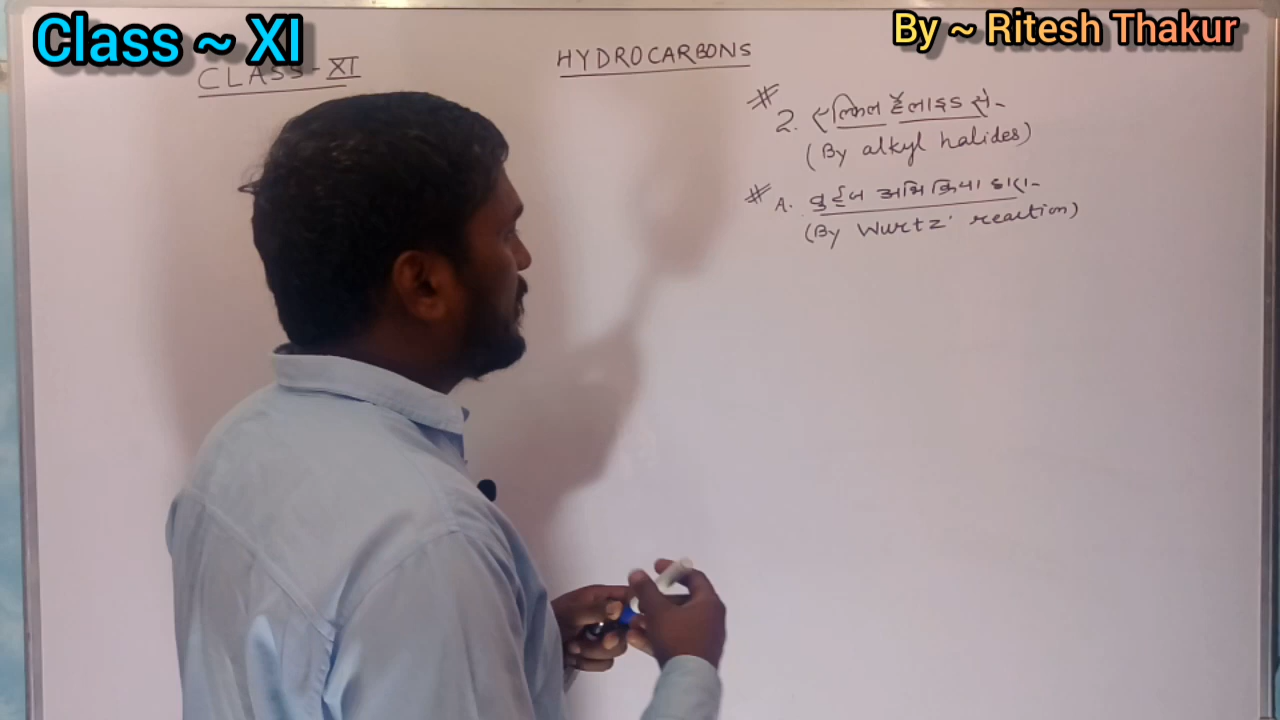 Class ~ XI
By ~ Ritesh Thakur
CLASS-XI
HYDROCARBONS
# 2. एल्किल हैलाइड से-
(By alkyl halides)
# A. वुर्ट्ज अभिक्रिया द्वारा-
(By Wurtz' reaction)